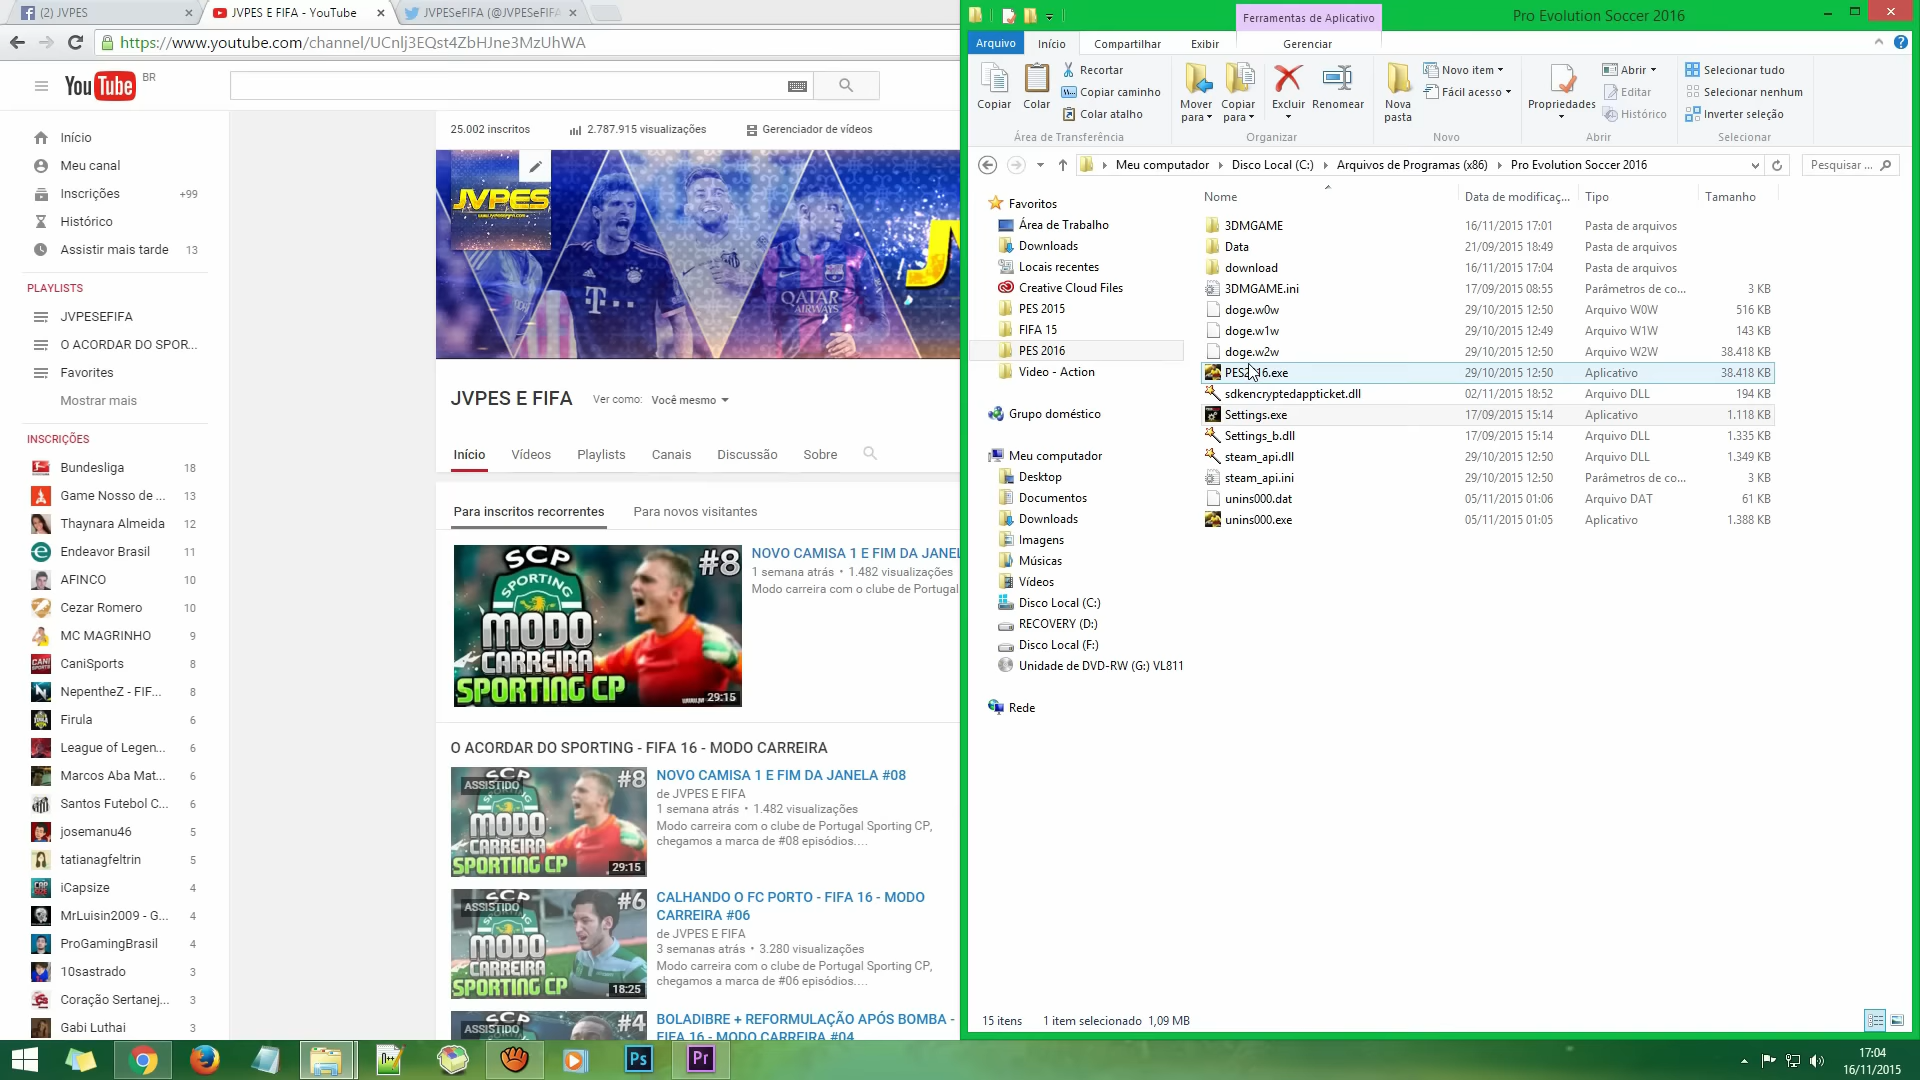 (2) JVPES
JVPES E FIFA - YouTube
JVPESeFIFA (@JVPESeFIFA
https://www.youtube.com/channel/UCnlj3EQst4ZbHJne3MzUhWA
YouTube BR
Início
Meu canal
Inscrições +99
Histórico
Assistir mais tarde 13
PLAYLISTS
JVPESEFIFA
O ACORDAR DO SPOR...
Favorites
Mostrar mais
INSCRIÇÕES
Bundesliga 18
Game Nosso de ... 13
Thaynara Almeida 12
Endeavor Brasil 11
AFINCO 10
Cezar Romero 10
MC MAGRINHO 9
CaniSports 8
NepentheZ - FIF... 8
Firula 6
League of Legen... 6
Marcos Aba Mat... 6
Santos Futebol C... 6
josemanu46 5
tatianagfeltrin 5
iCapsize 4
MrLuisin2009 - G... 4
ProGamingBrasil 4
10sastrado 3
Coração Sertanej... 3
Gabi Luthai 3
25.002 inscritos
2.787.915 visualizações
Gerenciador de vídeos
JVPES
QATAR
AIRWAYS
JVPES E FIFA
Ver como: Você mesmo
Início
Vídeos
Playlists
Canais
Discussão
Sobre
Para inscritos recorrentes
Para novos visitantes
SCP
SPORTING
#8
MODO
CARREIRA
SPORTING CP
29:15
NOVO CAMISA 1 E FIM DA JANEL
1 semana atrás • 1.482 visualizações
Modo carreira com o clube de Portugal
O ACORDAR DO SPORTING - FIFA 16 - MODO CARREIRA
SCP
ASSISTIDO
#8
MODO
CARREIRA
SPORTING CP
29:15
NOVO CAMISA 1 E FIM DA JANELA #08
de JVPES E FIFA
1 semana atrás • 1.482 visualizações
Modo carreira com o clube de Portugal Sporting CP,
chegamos a marca de #08 episódios....
SCP
ASSISTIDO
#6
MODO
CARREIRA
SPORTING CP
18:25
CALHANDO O FC PORTO - FIFA 16 - MODO
CARREIRA #06
de JVPES E FIFA
3 semanas atrás • 3.280 visualizações
Modo carreira com o clube de Portugal Sporting CP,
chegamos a marca de #06 episódios....
SCP
ASSISTIDO
#4
BOLADIBRE + REFORMULAÇÃO APÓS BOMBA -
FIFA 16 - MODO CARREIRA #04
Ferramentas de Aplicativo
Pro Evolution Soccer 2016
Arquivo
Início
Compartilhar
Exibir
Gerenciar
Copiar
Colar
Recortar
Copiar caminho
Colar atalho
Área de Transferência
Mover para
Copiar para
Excluir
Renomear
Organizar
Nova pasta
Novo item
Fácil acesso
Novo
Propriedades
Abrir
Editar
Histórico
Abrir
Selecionar tudo
Selecionar nenhum
Inverter seleção
Selecionar
Meu computador
Disco Local (C:)
Arquivos de Programas (x86)
Pro Evolution Soccer 2016
Pesquisar ...
Favoritos
Área de Trabalho
Downloads
Locais recentes
Creative Cloud Files
PES 2015
FIFA 15
PES 2016
Video - Action
Grupo doméstico
Meu computador
Desktop
Documentos
Downloads
Imagens
Músicas
Vídeos
Disco Local (C:)
RECOVERY (D:)
Disco Local (F:)
Unidade de DVD-RW (G:) VL811
Rede
Nome Data de modificaç... Tipo Tamanho
3DMGAME 16/11/2015 17:01 Pasta de arquivos
Data 21/09/2015 18:49 Pasta de arquivos
download 16/11/2015 17:04 Pasta de arquivos
3DMGAME.ini 17/09/2015 08:55 Parâmetros de co... 3 KB
doge.w0w 29/10/2015 12:50 Arquivo W0W 516 KB
doge.w1w 29/10/2015 12:49 Arquivo W1W 143 KB
doge.w2w 29/10/2015 12:50 Arquivo W2W 38.418 KB
PES2016.exe 29/10/2015 12:50 Aplicativo 38.418 KB
sdkencryptedappticket.dll 02/11/2015 18:52 Arquivo DLL 194 KB
Settings.exe 17/09/2015 15:14 Aplicativo 1.118 KB
Settings_b.dll 17/09/2015 15:14 Arquivo DLL 1.335 KB
steam_api.dll 29/10/2015 12:50 Arquivo DLL 1.349 KB
steam_api.ini 29/10/2015 12:50 Parâmetros de co... 3 KB
unins000.dat 05/11/2015 01:06 Arquivo DAT 61 KB
unins000.exe 05/11/2015 01:05 Aplicativo 1.388 KB
15 itens 1 item selecionado 1,09 MB
Ps
Pr
17:04
16/11/2015